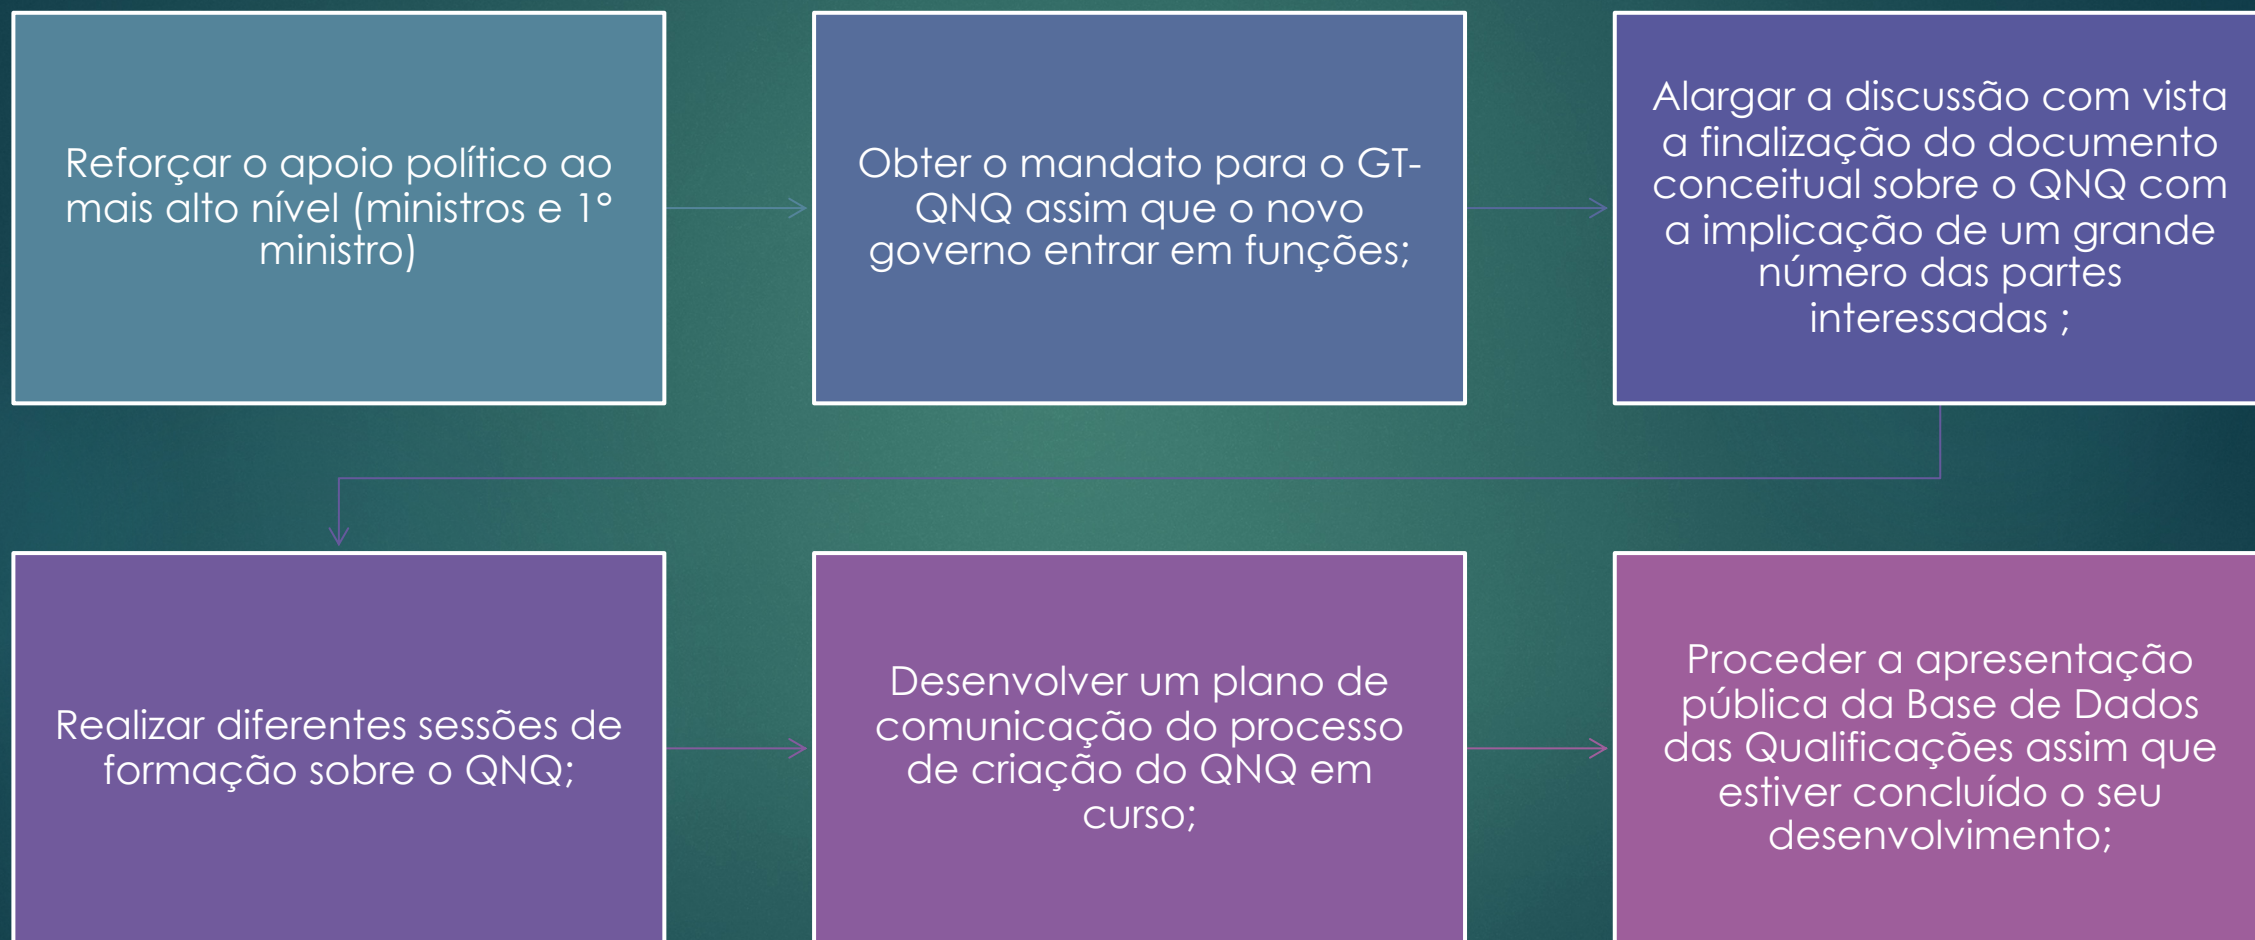 Reforçar o apoio político ao
mais alto nível (ministros e 1º
ministro)
Obter o mandato para o GT-
QNQ assim que o novo
governo entrar em funções;
Alargar a discussão com vista
a finalização do documento
conceitual sobre o QNQ com
a implicação de um grande
número das partes
interessadas ;
Realizar diferentes sessões de
formação sobre o QNQ;
Desenvolver um plano de
comunicação do processo
de criação do QNQ em
curso;
Proceder a apresentação
pública da Base de Dados
das Qualificações assim que
estiver concluído o seu
desenvolvimento;